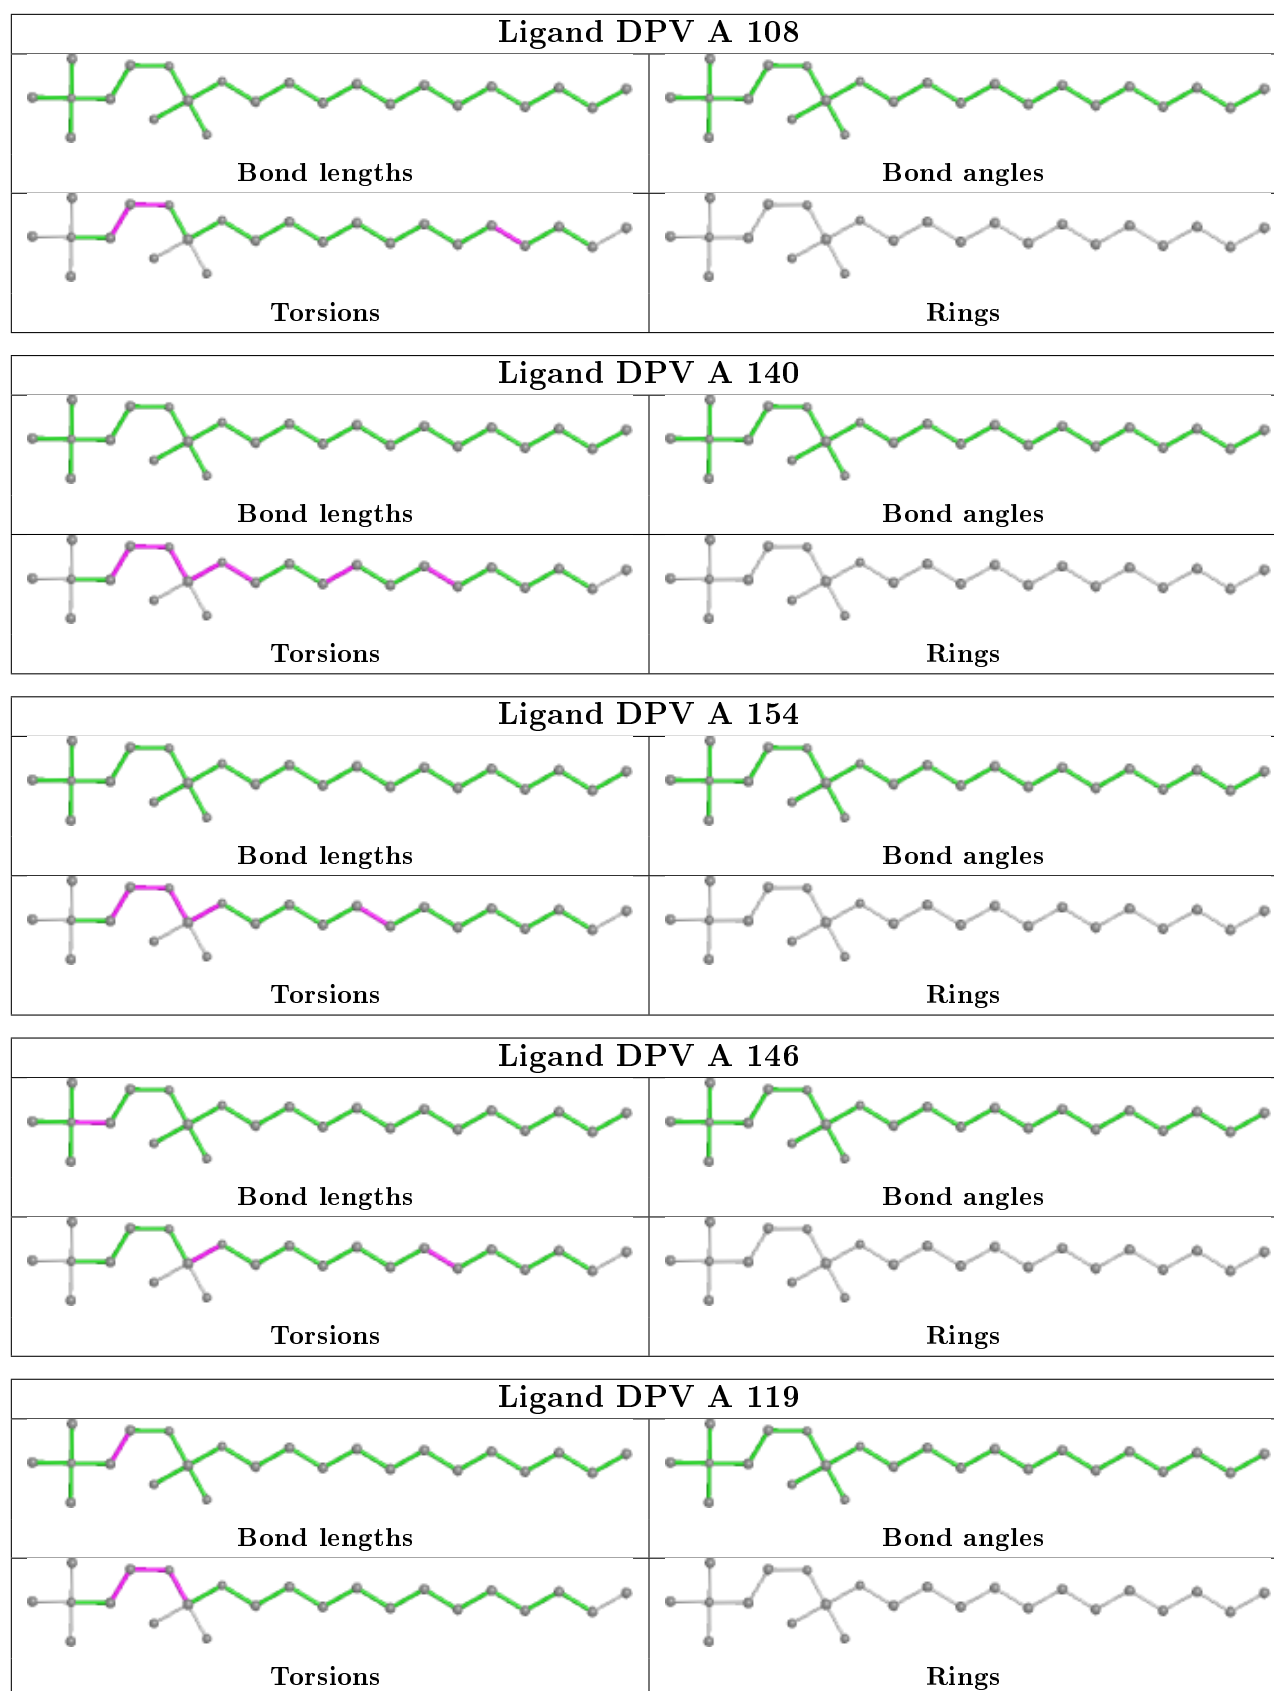 Ligand DPV A 108
Bond lengths
Bond angles
Torsions
Rings
Ligand DPV A 140
Bond lengths
Bond angles
Torsions
Rings
Ligand DPV A 154
Bond lengths
Bond angles
Torsions
Rings
Ligand DPV A 146
Bond lengths
Bond angles
Torsions
Rings
Ligand DPV A 119
Bond lengths
Bond angles
Torsions
Rings